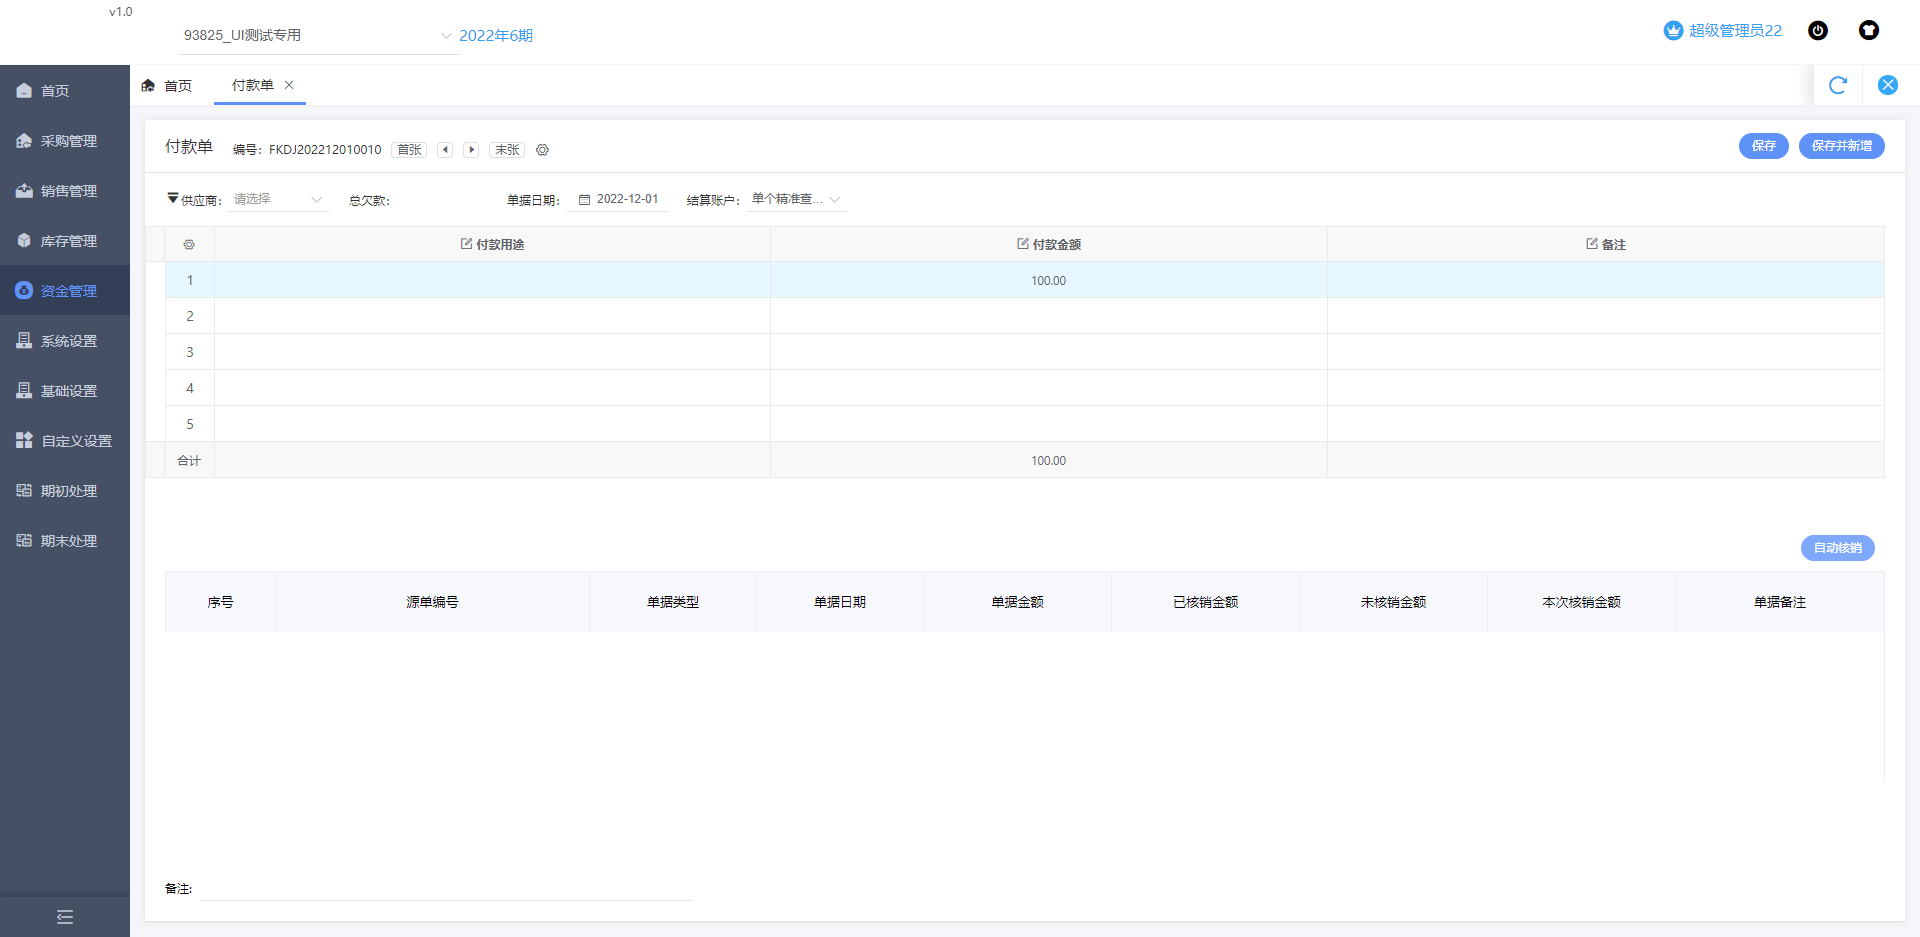 v1.0
93825_UI测试专用
2022年6期
超级管理员22
首页
采购管理
销售管理
库存管理
资金管理
系统设置
基础设置
自定义设置
期初处理
期末处理
首页
付款单
付款单
编号：FKDJ202212010010
首张
末张
保存
保存并新增
供应商：
请选择
总欠款：
单据日期：
2022-12-01
结算账户：
单个精准查...
付款用途 付款金额 备注
1 100.00
2
3
4
5
合计 100.00
自动核销
序号 源单编号 单据类型 单据日期 单据金额 已核销金额 未核销金额 本次核销金额 单据备注
备注: